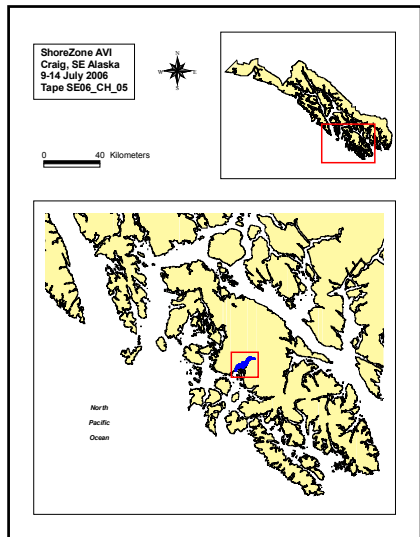 ShoreZone AVI
Craig, SE Alaska
9-14 July 2006
Tape SE06_CH_05
N
W E
S
0 40 Kilometers
North
Pacific
Ocean